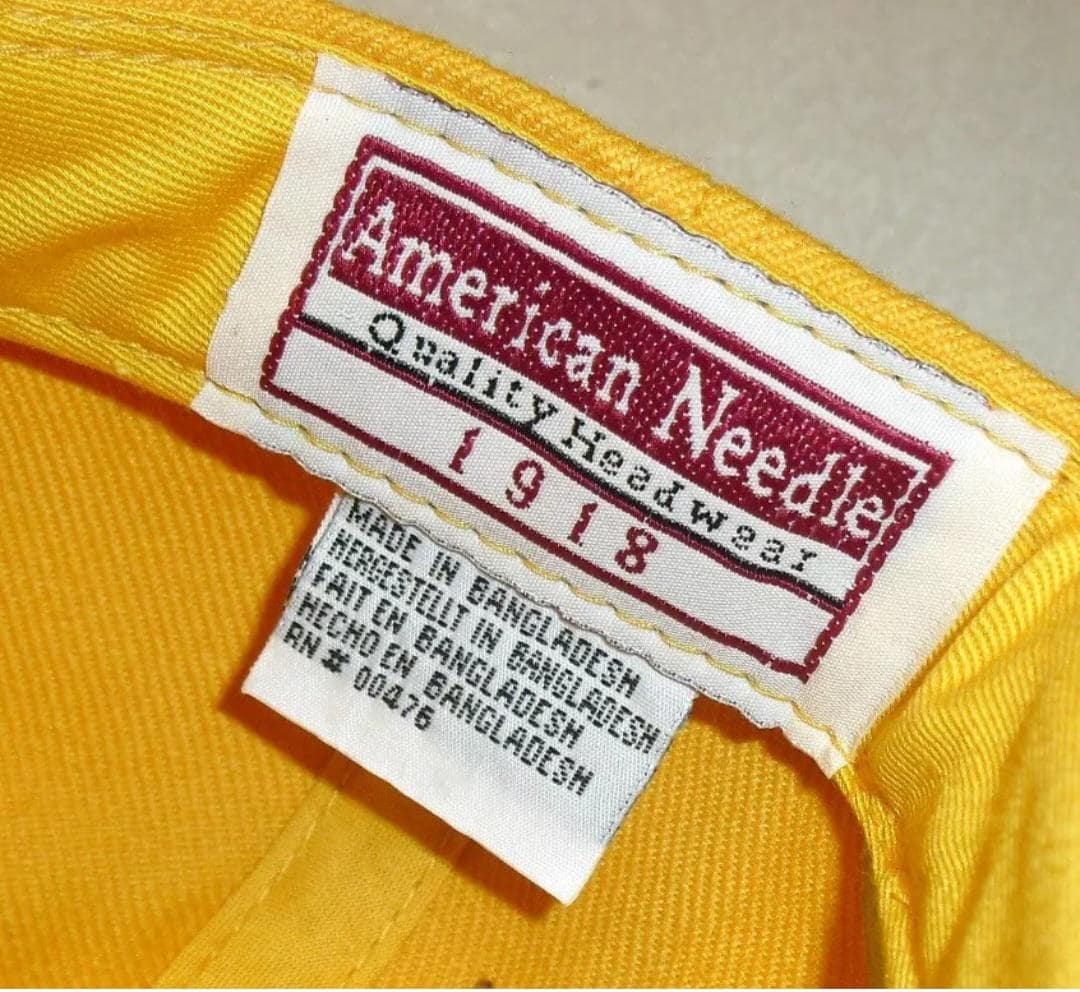 American Needle
Quality Headwear
1918
MADE IN BANGLADESH
HERGESTELLT IN BANGLADESH
FAIT EN BANGLADESH
HECHO EN BANGLADESH
RN # 00476